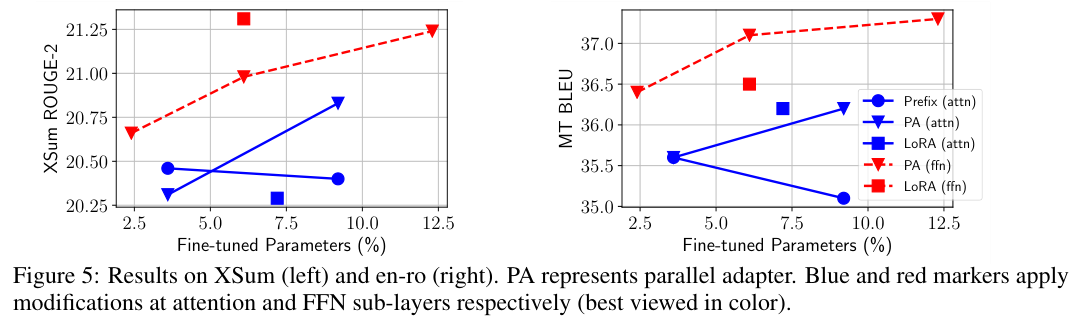 XSum ROUGE-2
21.25
21.00
20.75
20.50
20.25
2.5 5.0 7.5 10.0 12.5
Fine-tuned Parameters (%)
MT BLEU
37.0
36.5
36.0
35.5
35.0
2.5 5.0 7.5 10.0 12.5
Fine-tuned Parameters (%)
Prefix (attn)
PA (attn)
LoRA (attn)
PA (ffn)
LoRA (ffn)
Figure 5: Results on XSum (left) and en-ro (right). PA represents parallel adapter. Blue and red markers apply
modifications at attention and FFN sub-layers respectively (best viewed in color).